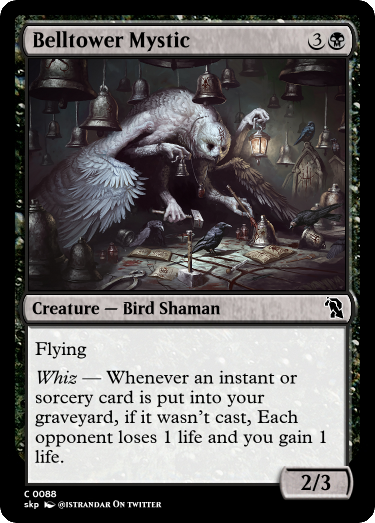 Belltower Mystic 3
Creature — Bird Shaman
Flying
Whiz — Whenever an instant or
sorcery card is put into your
graveyard, if it wasn't cast, Each
opponent loses 1 life and you gain 1
life.
2/3
C 0088
skp @ISTRANDAR ON TWITTER